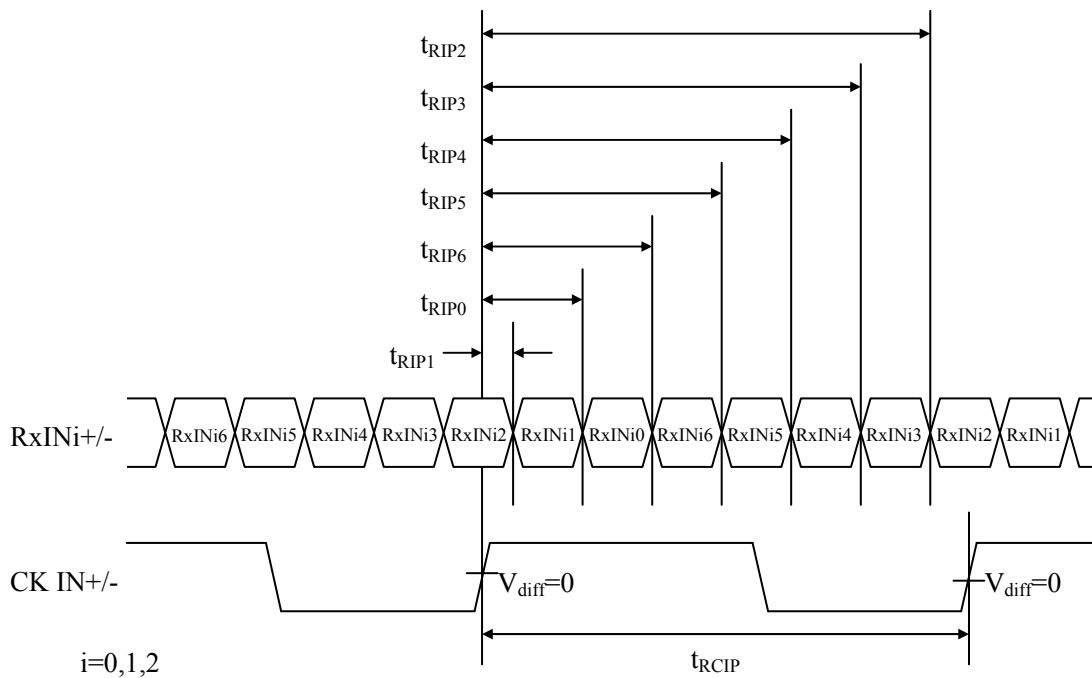 tRIP2
tRIP3
tRIP4
tRIP5
tRIP6
tRIP0
tRIP1
RxINi+/- RxINi6 RxINi5 RxINi4 RxINi3 RxINi2 RxINi1 RxINi0 RxINi6 RxINi5 RxINi4 RxINi3 RxINi2 RxINi1
CK IN+/- Vdiff=0 Vdiff=0
i=0,1,2 tRCIP